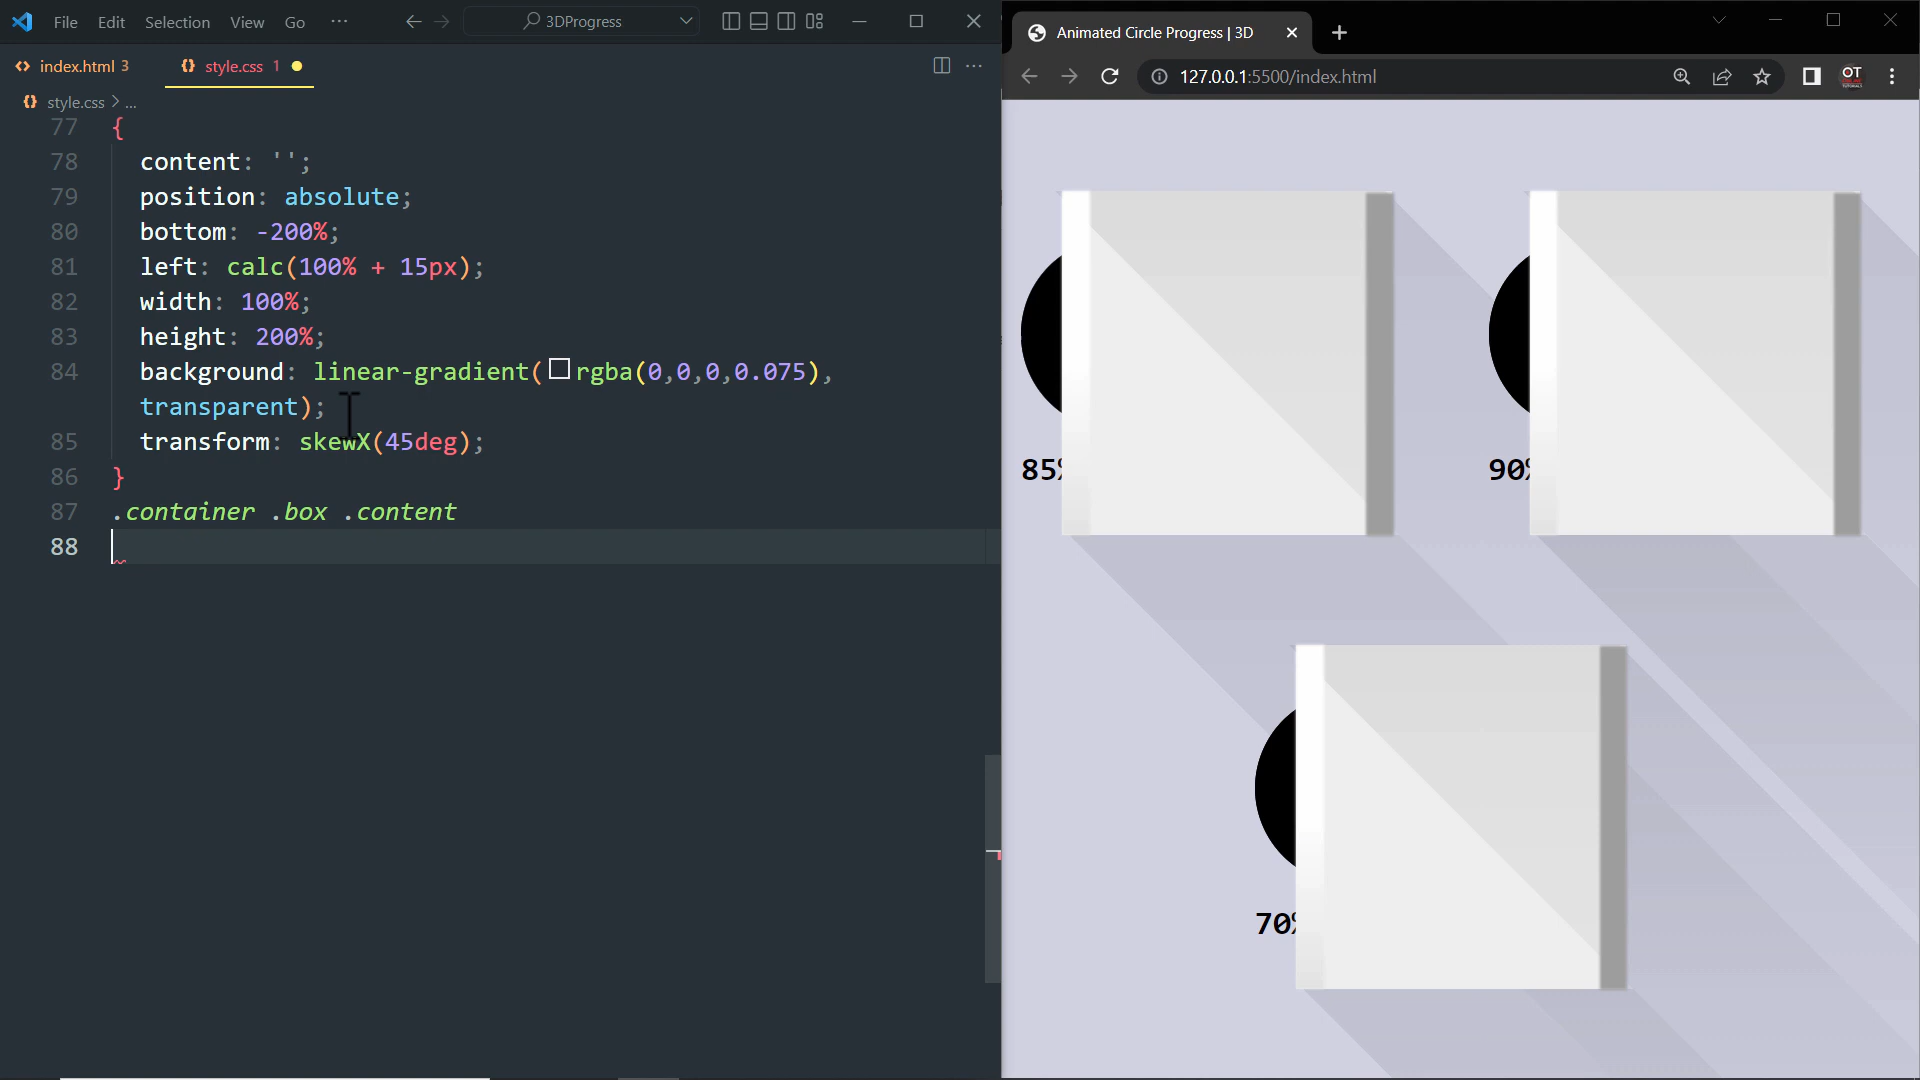 File Edit Selection View Go ··· 3DProgress
index.html 3 style.css 1
style.css > ...
77 {
78 content: '';
79 position: absolute;
80 bottom: -200%;
81 left: calc(100% + 15px);
82 width: 100%;
83 height: 200%;
84 background: linear-gradient(rgba(0,0,0,0.075),
transparent);
85 transform: skewX(45deg);
86 }
87 .container .box .content
88
Animated Circle Progress | 3D
127.0.0.1:5500/index.html
OT
85%
90%
70%